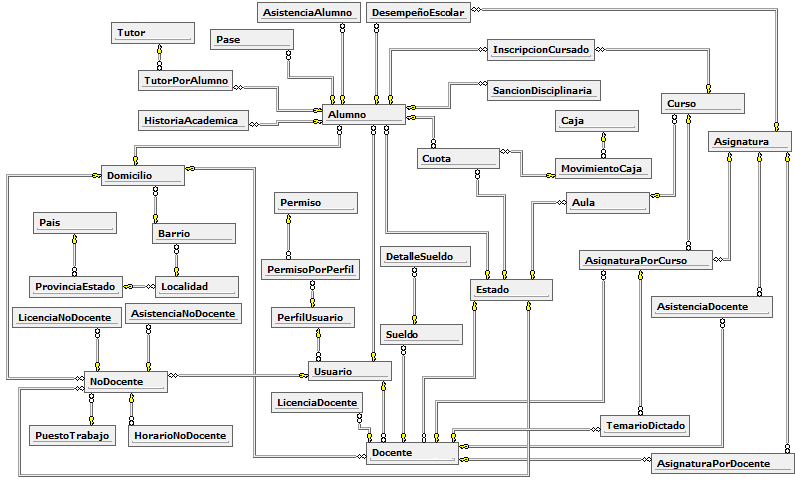 AsistenciaAlumno
DesempeñoEscolar
Tutor
Pase
InscripcionCursado
TutorPorAlumno
SancionDisciplinaria
Curso
HistoriaAcademica
Alumno
Caja
Asignatura
Cuota
MovimientoCaja
Domicilio
Permiso
Aula
Pais
Barrio
DetalleSueldo
AsignaturaPorCurso
PermisoPorPerfil
ProvinciaEstado
Localidad
Estado
AsistenciaDocente
LicenciaNoDocente
AsistenciaNoDocente
PerfilUsuario
Sueldo
NoDocente
Usuario
LicenciaDocente
PuestoTrabajo
HorarioNoDocente
TemarioDictado
Docente
AsignaturaPorDocente